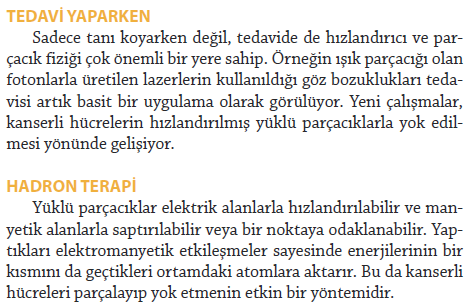 TEDAVİ YAPARKEN
Sadece tanı koyarken değil, tedavide de hızlandırıcı ve par-
çacık fiziği çok önemli bir yere sahip. Örneğin ışık parçacığı olan
fotonlarla üretilen lazerlerin kullanıldığı göz bozuklukları teda-
visi artık basit bir uygulama olarak görülüyor. Yeni çalışmalar,
kanserli hücrelerin hızlandırılmış yüklü parçacıklarla yok edil-
mesi yönünde gelişiyor.
HADRON TERAPİ
Yüklü parçacıklar elektrik alanlarla hızlandırılabilir ve man-
yetik alanlarla saptırılabilir veya bir noktaya odaklanabilir. Yap-
tıkları elektromanyetik etkileşmeler sayesinde enerjilerinin bir
kısmını da geçtikleri ortamdaki atomlara aktarır. Bu da kanserli
hücreleri parçalayıp yok etmenin etkin bir yöntemidir.